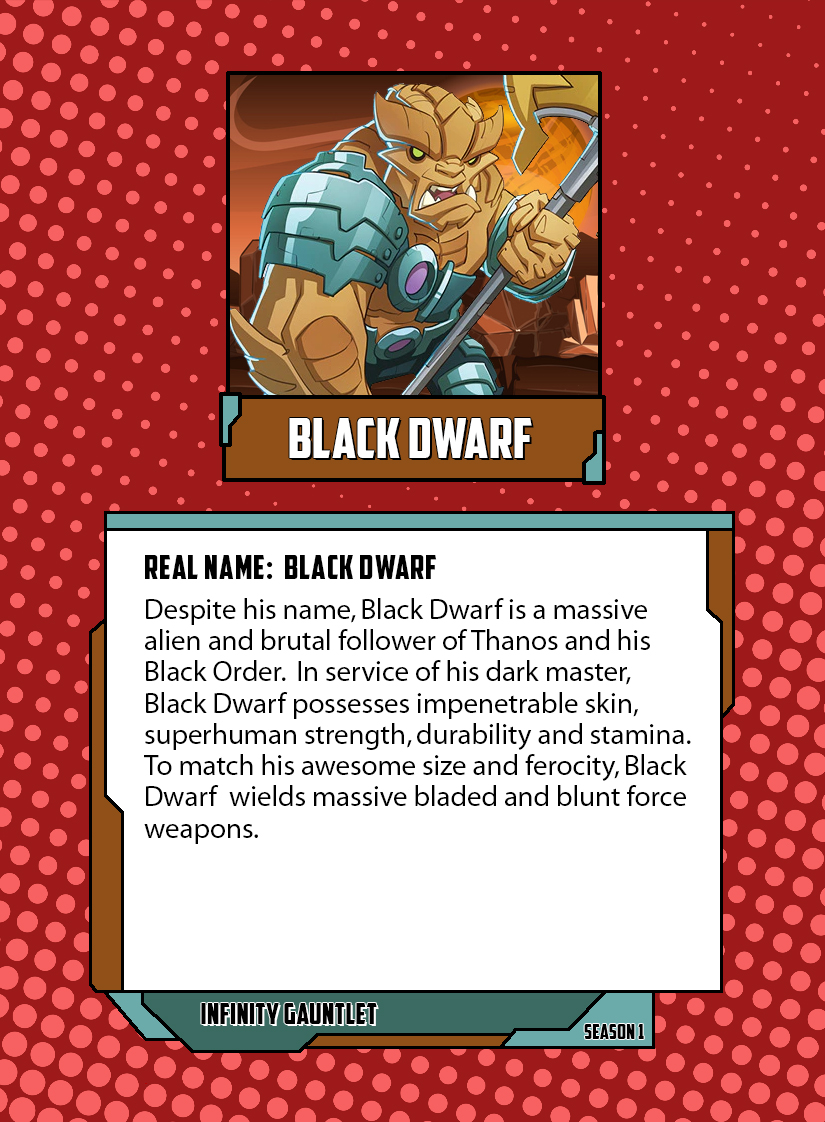 BLACK DWARF
REAL NAME: BLACK DWARF
Despite his name, Black Dwarf is a massive
alien and brutal follower of Thanos and his
Black Order. In service of his dark master,
Black Dwarf possesses impenetrable skin,
superhuman strength, durability and stamina.
To match his awesome size and ferocity, Black
Dwarf wields massive bladed and blunt force
weapons.
INFINITY GAUNTLET
SEASON 1